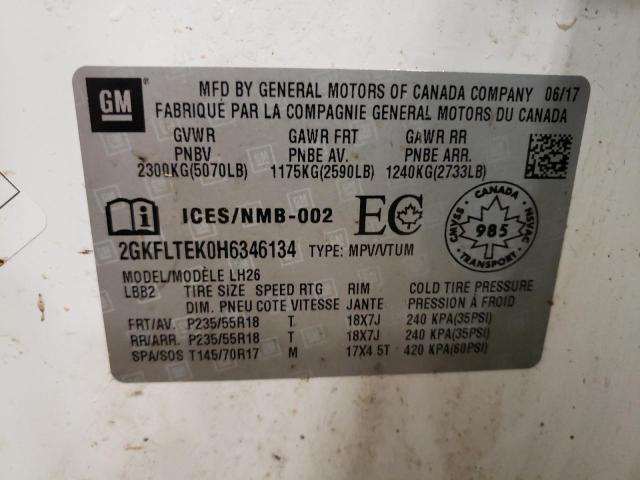 GM
MFD BY GENERAL MOTORS OF CANADA COMPANY 06/17
FABRIQUÉ PAR LA COMPAGNIE GENERAL MOTORS DU CANADA
GVWR GAWR FRT GAWR RR
PNBV PNBE AV. PNBE ARR.
2300KG(5070LB) 1175KG(2590LB) 1240KG(2733LB)
ICES/NMB-002 EC
CANADA
CMVSS 985 NSVAC
TRANSPORT
2GKFLTEK0H6346134 TYPE: MPV/VTUM
MODEL/MODÈLE LH26
LBB2 TIRE SIZE SPEED RTG RIM COLD TIRE PRESSURE
DIM. PNEU COTE VITESSE JANTE PRESSION À FROID
FRT/AV. P235/55R18 T 18X7J 240 KPA(35PSI)
RR/ARR. P235/55R18 T 18X7J 240 KPA(35PSI)
SPA/SOS T145/70R17 M 17X4.5T 420 KPA(60PSI)